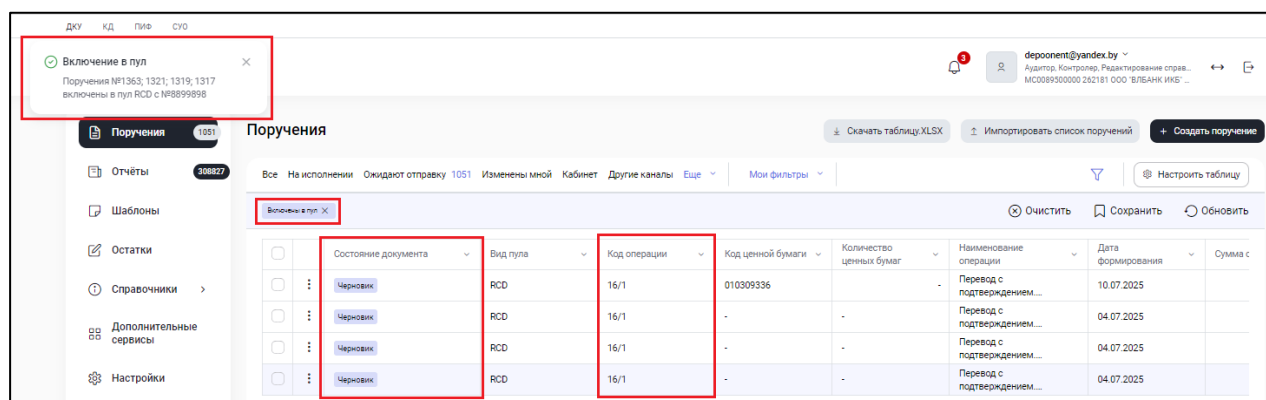 ДКУ КД ПИФ СУО
Включение в пул
Поручения №1363; 1321; 1319; 1317
включены в пул RCD с №8899898
3
depoonent@yandex.by
Аудитор, Контролер, Редактирование справ...
МС0089500000 262181 ООО "ВЛБАНК ИКБ" ...
Поручения 1051
Отчёты 308827
Шаблоны
Остатки
Справочники
Дополнительные
сервисы
Настройки
Поручения
Скачать таблицу.XLSX
Импортировать список поручений
+ Создать поручение
Все На исполнении Ожидают отправку 1051 Изменены мной Кабинет Другие каналы Еще Мои фильтры
Настроить таблицу
Включены в пул
Очистить Сохранить Обновить
Состояние документа Вид пула Код операции Код ценной бумаги Количество ценных бумаг Наименование операции Дата формирования Сумма с
Черновик RCD 16/1 010309336 - Перевод с подтверждением.... 10.07.2025
Черновик RCD 16/1 - - Перевод с подтверждением.... 04.07.2025
Черновик RCD 16/1 - - Перевод с подтверждением.... 04.07.2025
Черновик RCD 16/1 - - Перевод с подтверждением.... 04.07.2025